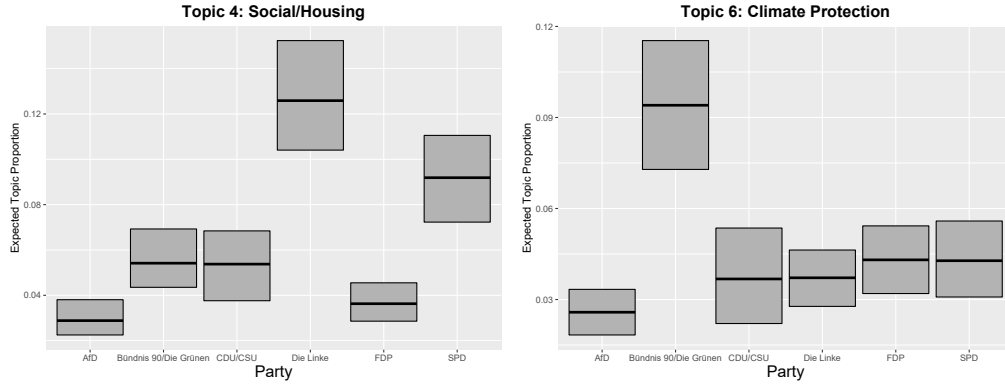 Topic 4: Social/Housing
Expected Topic Proportion
0.12
0.08
0.04
AfD
Bündnis 90/Die Grünen
CDU/CSU
Die Linke
FDP
SPD
Party
Topic 6: Climate Protection
Expected Topic Proportion
0.12
0.09
0.06
0.03
AfD
Bündnis 90/Die Grünen
CDU/CSU
Die Linke
FDP
SPD
Party